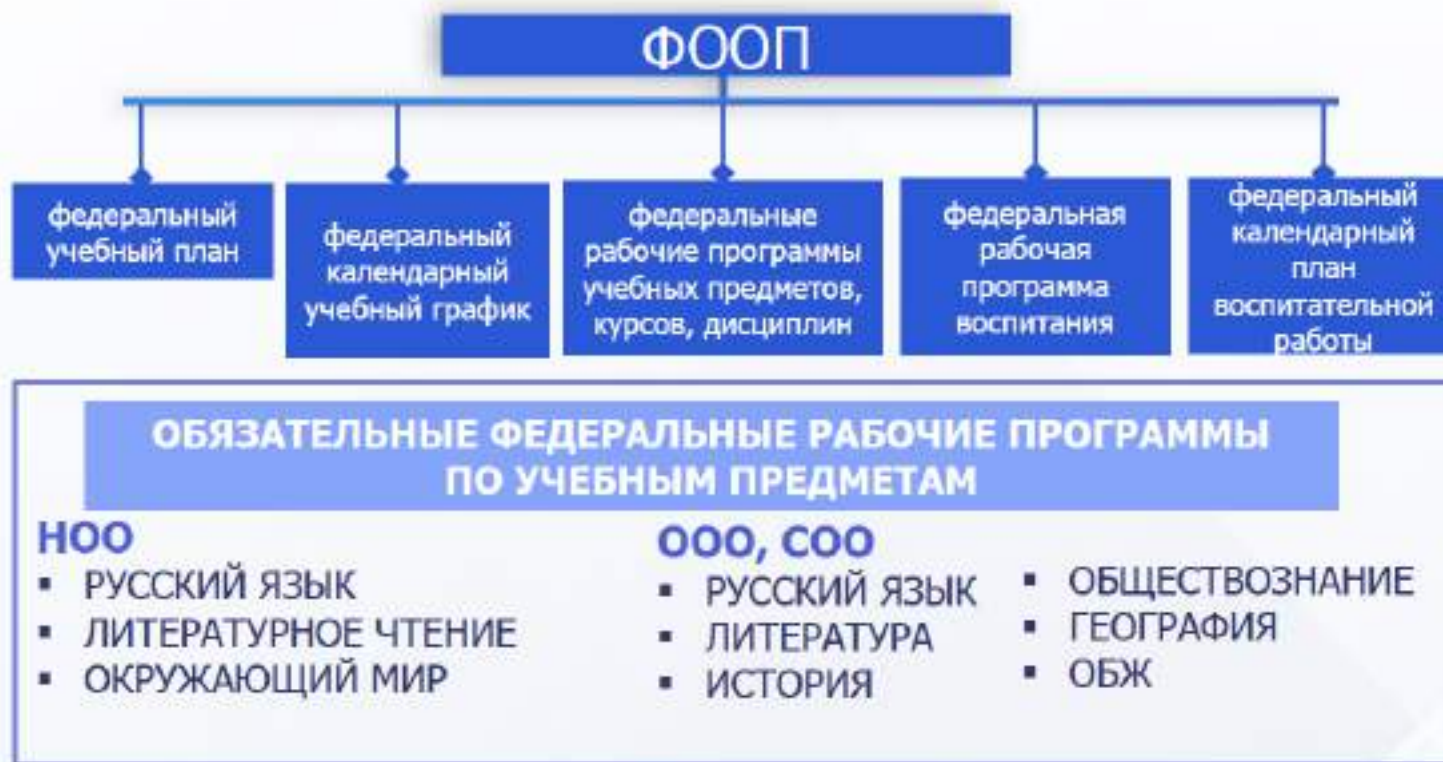 ФООП
федеральный
учебный план
федеральный
календарный
учебный график
федеральные
рабочие программы
учебных предметов,
курсов, дисциплин
федеральная
рабочая
программа
воспитания
федеральный
календарный
план
воспитательной
работы
ОБЯЗАТЕЛЬНЫЕ ФЕДЕРАЛЬНЫЕ РАБОЧИЕ ПРОГРАММЫ
ПО УЧЕБНЫМ ПРЕДМЕТАМ
НОО
▪ РУССКИЙ ЯЗЫК
▪ ЛИТЕРАТУРНОЕ ЧТЕНИЕ
▪ ОКРУЖАЮЩИЙ МИР
ООО, СОО
▪ РУССКИЙ ЯЗЫК
▪ ЛИТЕРАТУРА
▪ ИСТОРИЯ
▪ ОБЩЕСТВОЗНАНИЕ
▪ ГЕОГРАФИЯ
▪ ОБЖ